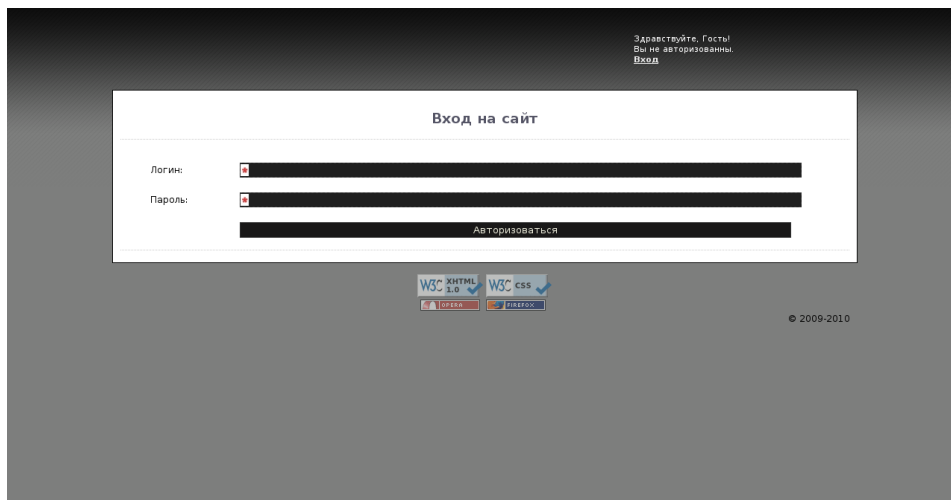 Здравствуйте, Гость!
Вы не авторизованны.
Вход
Вход на сайт
Логин:
Пароль:
Авторизоваться
W3C XHTML 1.0
W3C CSS
OPERA
FIREFOX
© 2009-2010